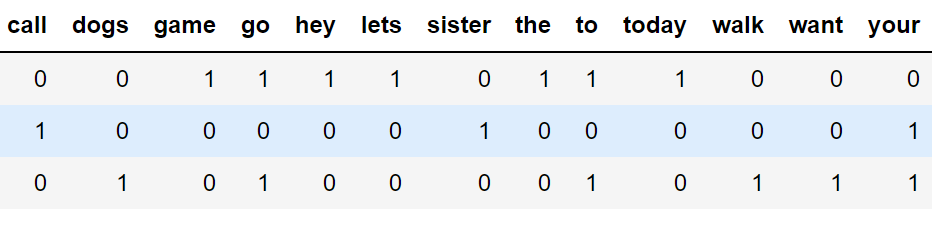 call dogs game go hey lets sister the to today walk want your
0 0 1 1 1 1 0 1 1 1 0 0 0
1 0 0 0 0 0 1 0 0 0 0 0 1
0 1 0 1 0 0 0 0 1 0 1 1 1